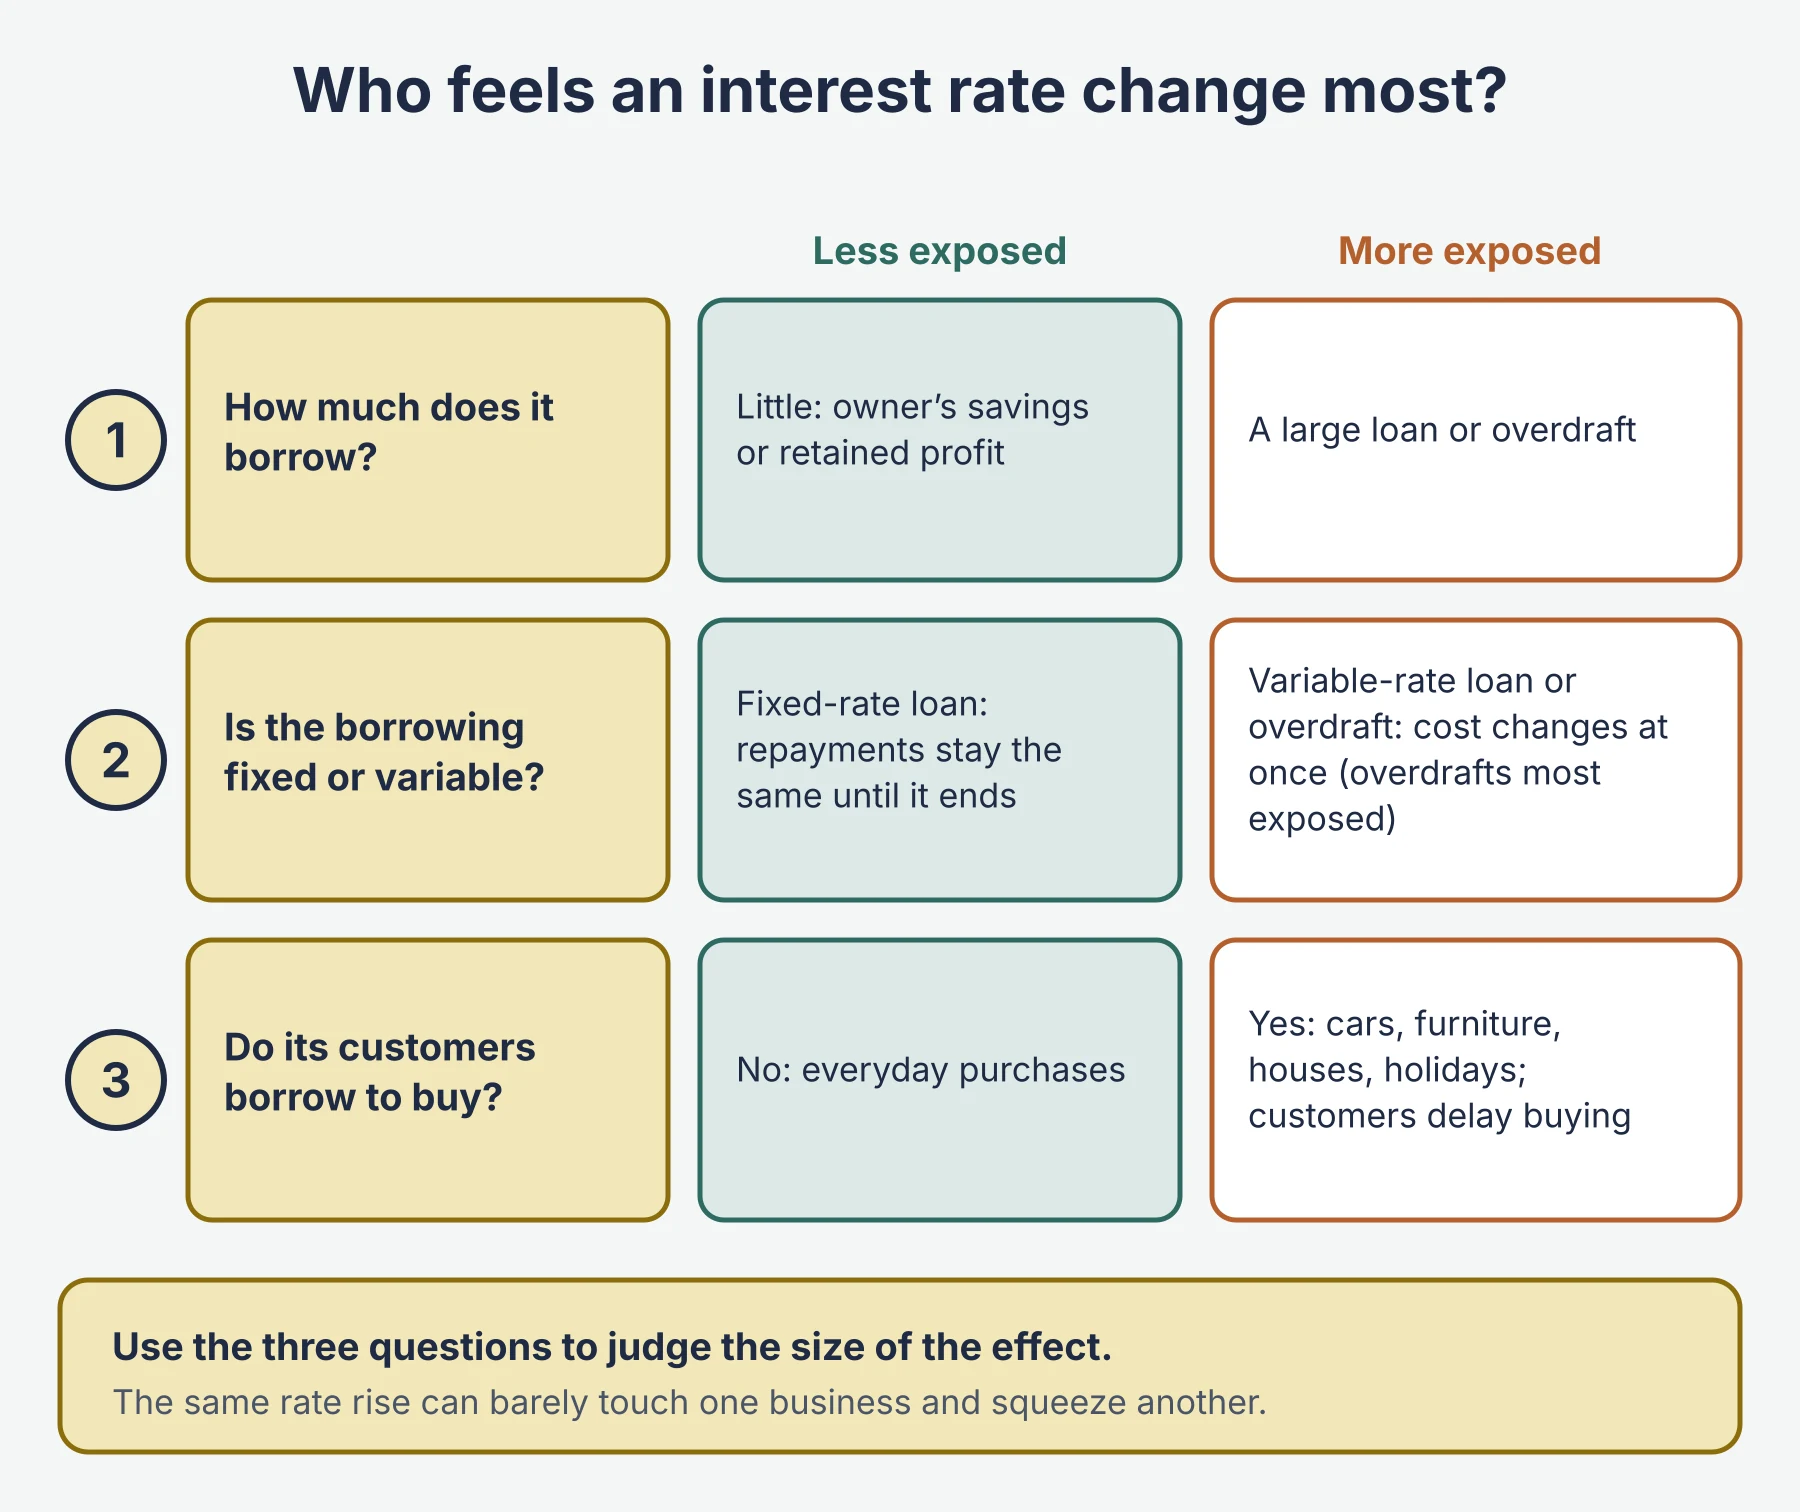 Who feels an interest rate change most?
Less exposed
More exposed
1
How much does it
borrow?
Little: owner’s savings
or retained profit
A large loan or overdraft
2
Is the borrowing
fixed or variable?
Fixed-rate loan:
repayments stay the
same until it ends
Variable-rate loan or
overdraft: cost changes at
once (overdrafts most
exposed)
3
Do its customers
borrow to buy?
No: everyday purchases
Yes: cars, furniture,
houses, holidays;
customers delay buying
Use the three questions to judge the size of the effect.
The same rate rise can barely touch one business and squeeze another.